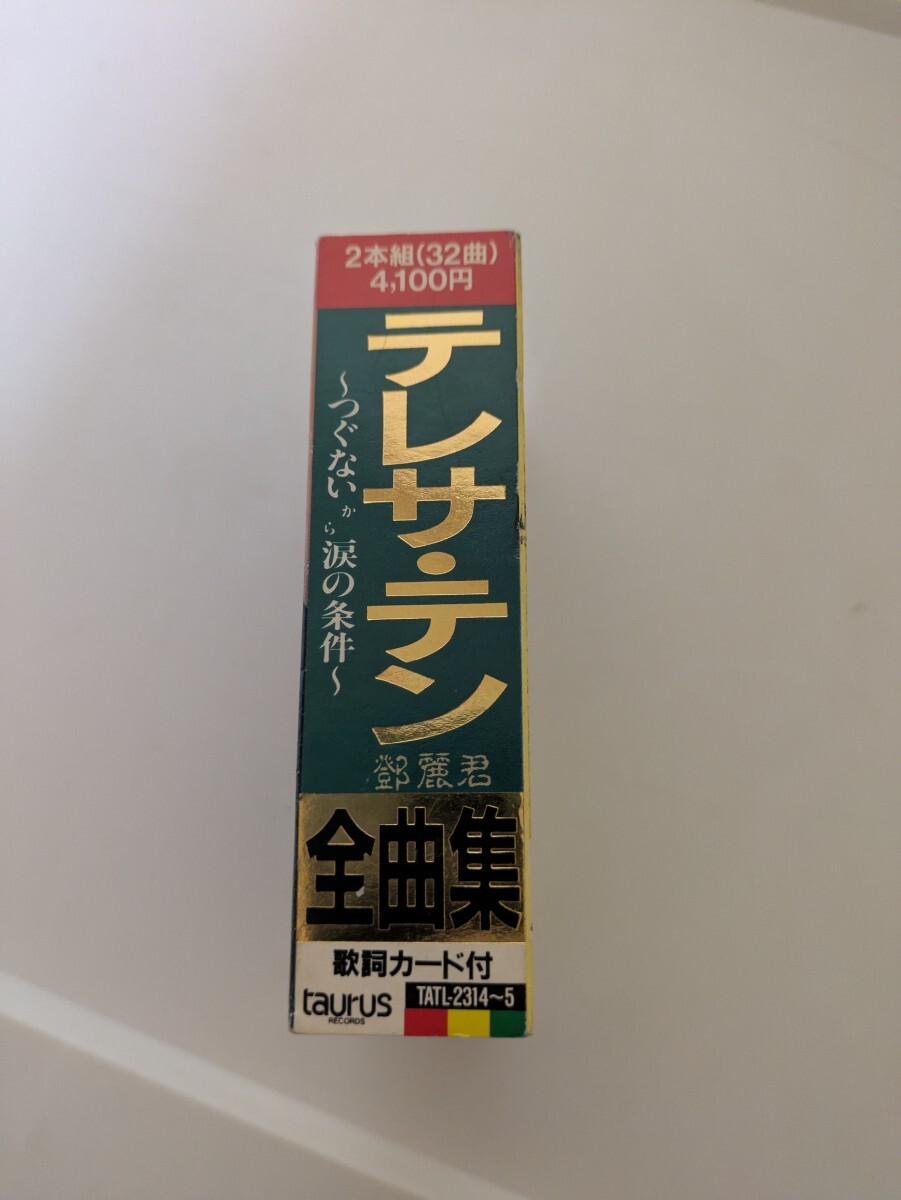 2本組(32曲)
4,100円
テレサ・テン
～つぐないから涙の条件～
鄧麗君
全曲集
歌詞カード付
taurus
RECORDS
TATL-2314～5